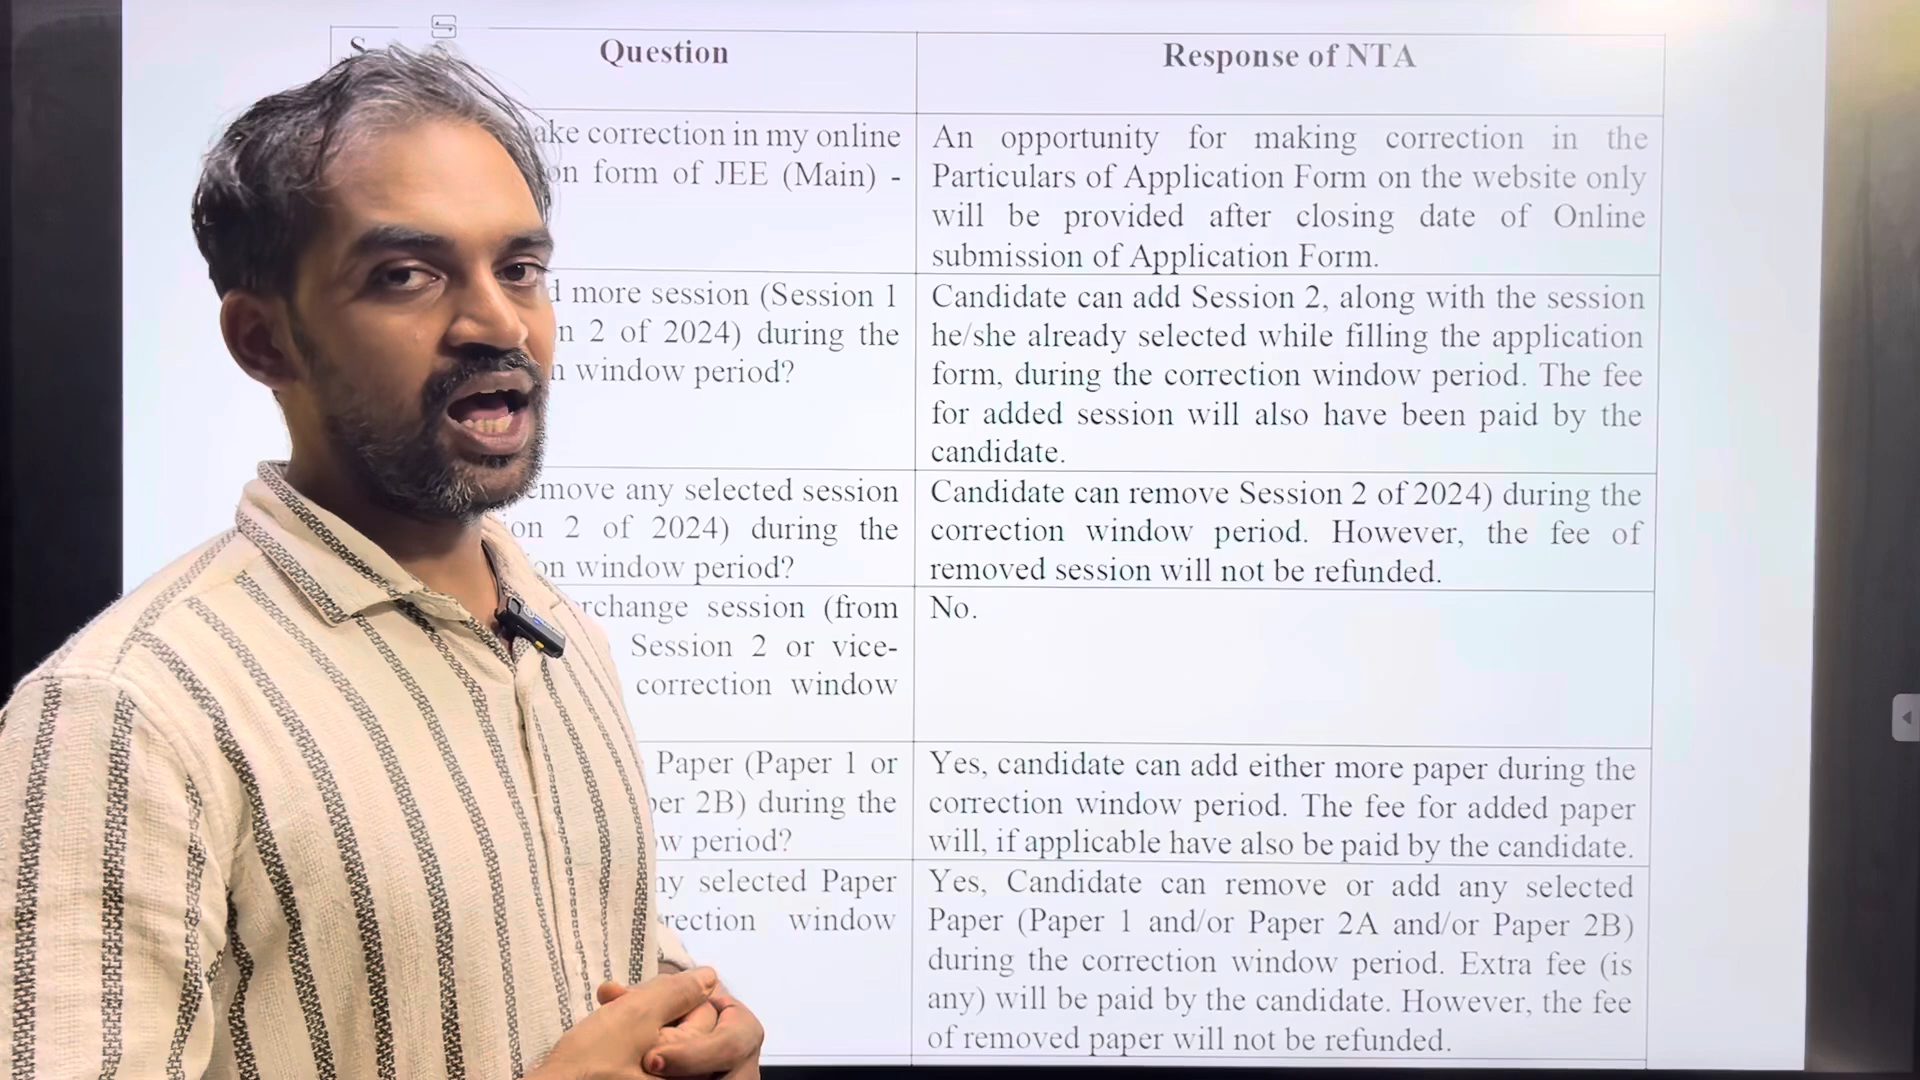 S
Question
Response of NTA
ake correction in my online
on form of JEE (Main) -
An opportunity for making correction in the
Particulars of Application Form on the website only
will be provided after closing date of Online
submission of Application Form.
d more session (Session 1
n 2 of 2024) during the
n window period?
Candidate can add Session 2, along with the session
he/she already selected while filling the application
form, during the correction window period. The fee
for added session will also have been paid by the
candidate.
emove any selected session
ion 2 of 2024) during the
on window period?
Candidate can remove Session 2 of 2024) during the
correction window period. However, the fee of
removed session will not be refunded.
rchange session (from
Session 2 or vice-
correction window
No.
Paper (Paper 1 or
per 2B) during the
w period?
Yes, candidate can add either more paper during the
correction window period. The fee for added paper
will, if applicable have also be paid by the candidate.
ny selected Paper
rection window
Yes, Candidate can remove or add any selected
Paper (Paper 1 and/or Paper 2A and/or Paper 2B)
during the correction window period. Extra fee (is
any) will be paid by the candidate. However, the fee
of removed paper will not be refunded.